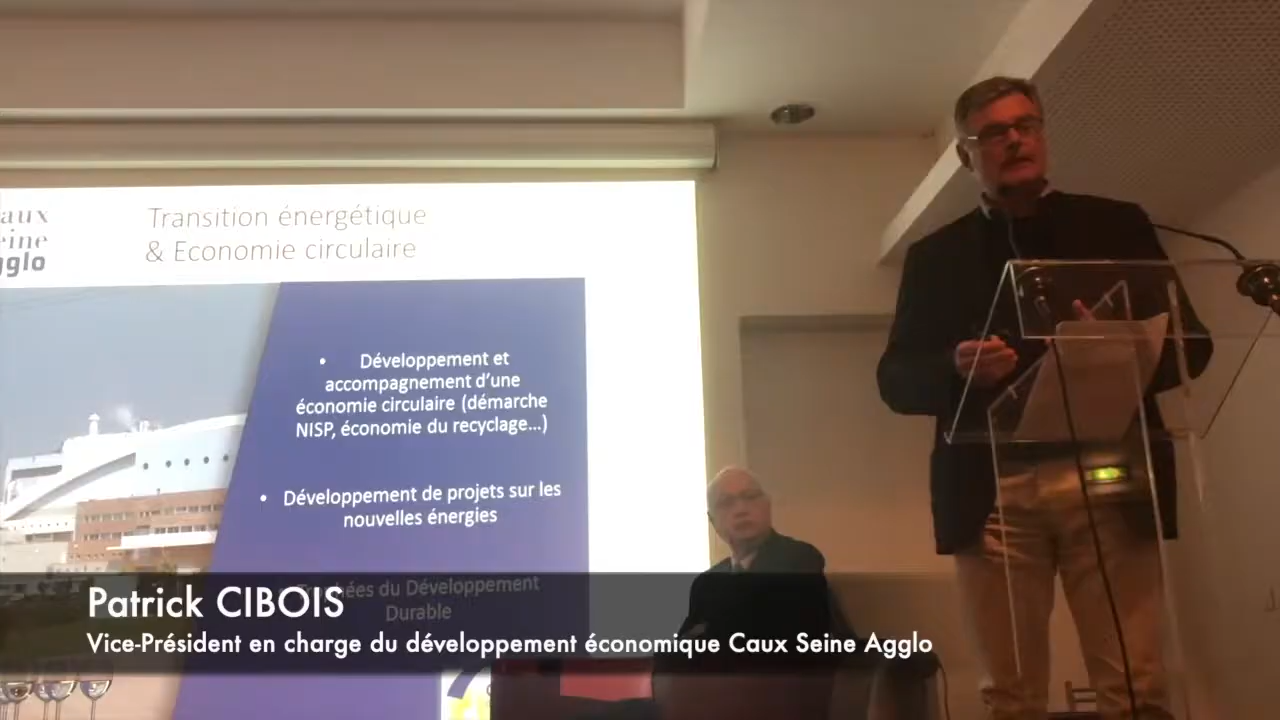 aux
eine
gglo
Transition énergétique
& Economie circulaire
• Développement et
accompagnement d'une
économie circulaire (démarche
NISP, économie du recyclage...)
• Développement de projets sur les
nouvelles énergies
du Développement
Durable
Patrick CIBOIS
Vice-Président en charge du développement économique Caux Seine Agglo